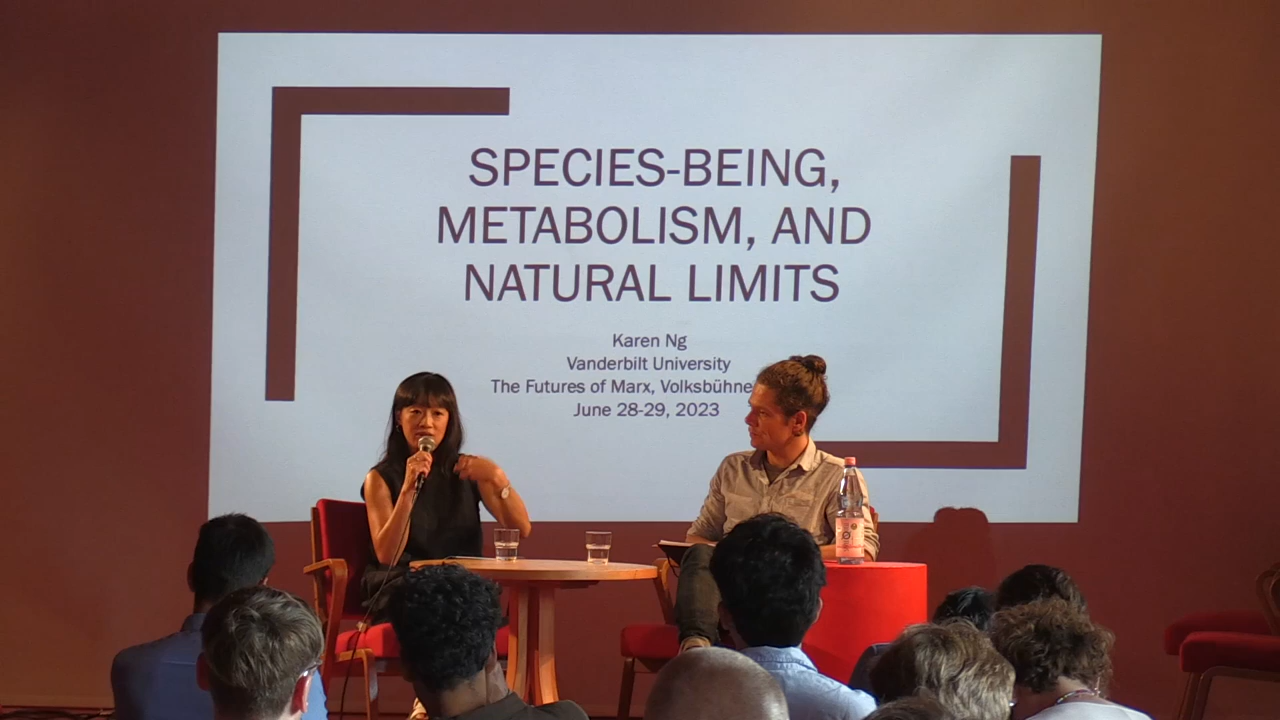 SPECIES-BEING,
METABOLISM, AND
NATURAL LIMITS
Karen Ng
Vanderbilt University
The Futures of Marx, Volksbühne
June 28-29, 2023